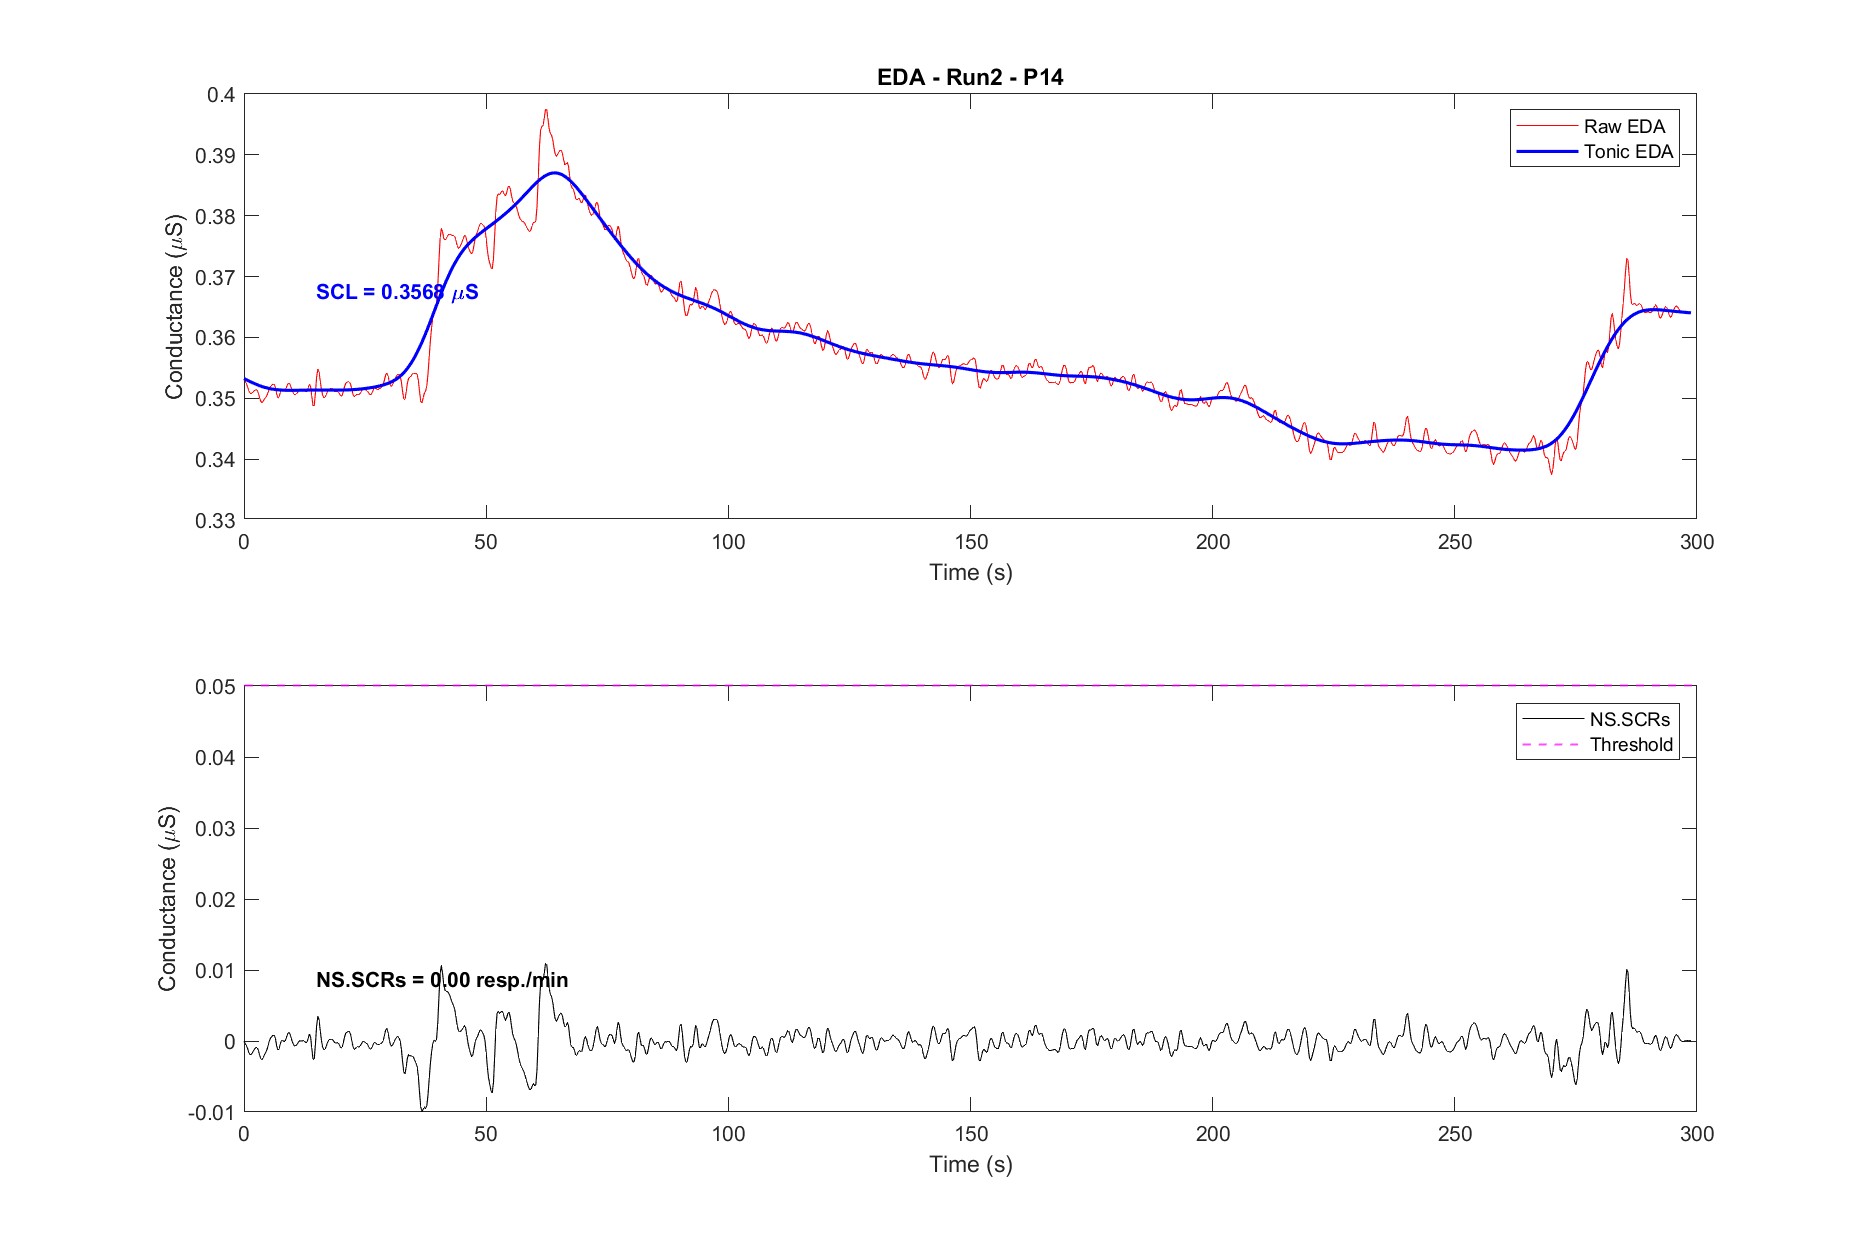 EDA - Run2 - P14
0.4
0.39
0.38
0.37
0.36
0.35
0.34
0.33
Conductance (μS)
SCL = 0.3568 μS
Raw EDA
Tonic EDA
0 50 100 150 200 250 300
Time (s)
0.05
0.04
0.03
0.02
0.01
0
-0.01
Conductance (μS)
NS.SCRs = 0.00 resp./min
NS.SCRs
Threshold
0 50 100 150 200 250 300
Time (s)